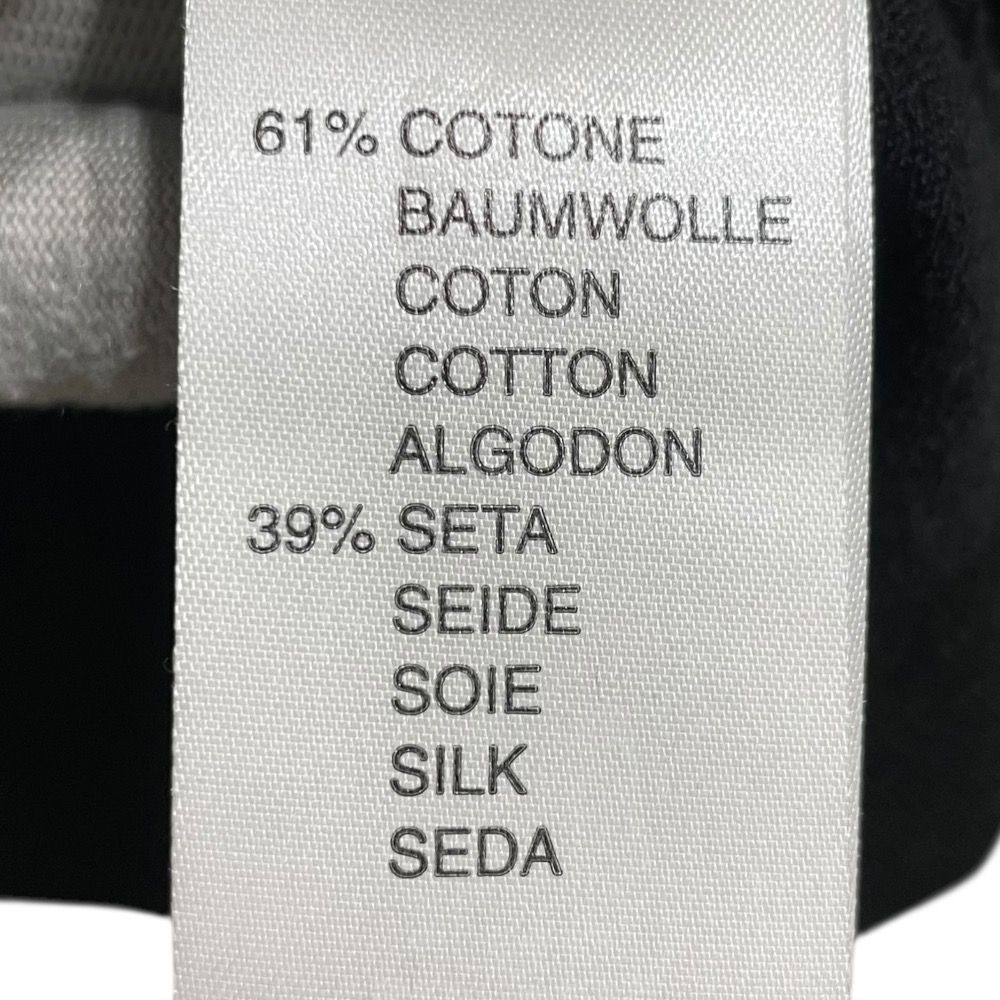 61% COTONE
BAUMWOLLE
COTON
COTTON
ALGODON
39% SETA
SEIDE
SOIE
SILK
SEDA